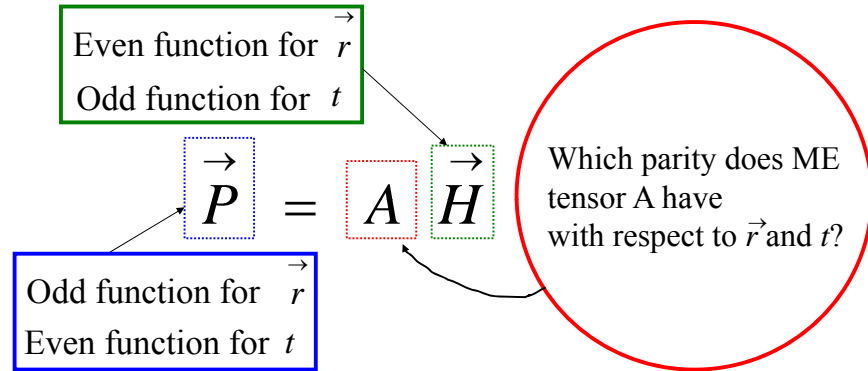 Even function for r⃗
Odd function for t
P⃗ = A H⃗
Odd function for r⃗
Even function for t
Which parity does ME
tensor A have
with respect to r⃗ and t?